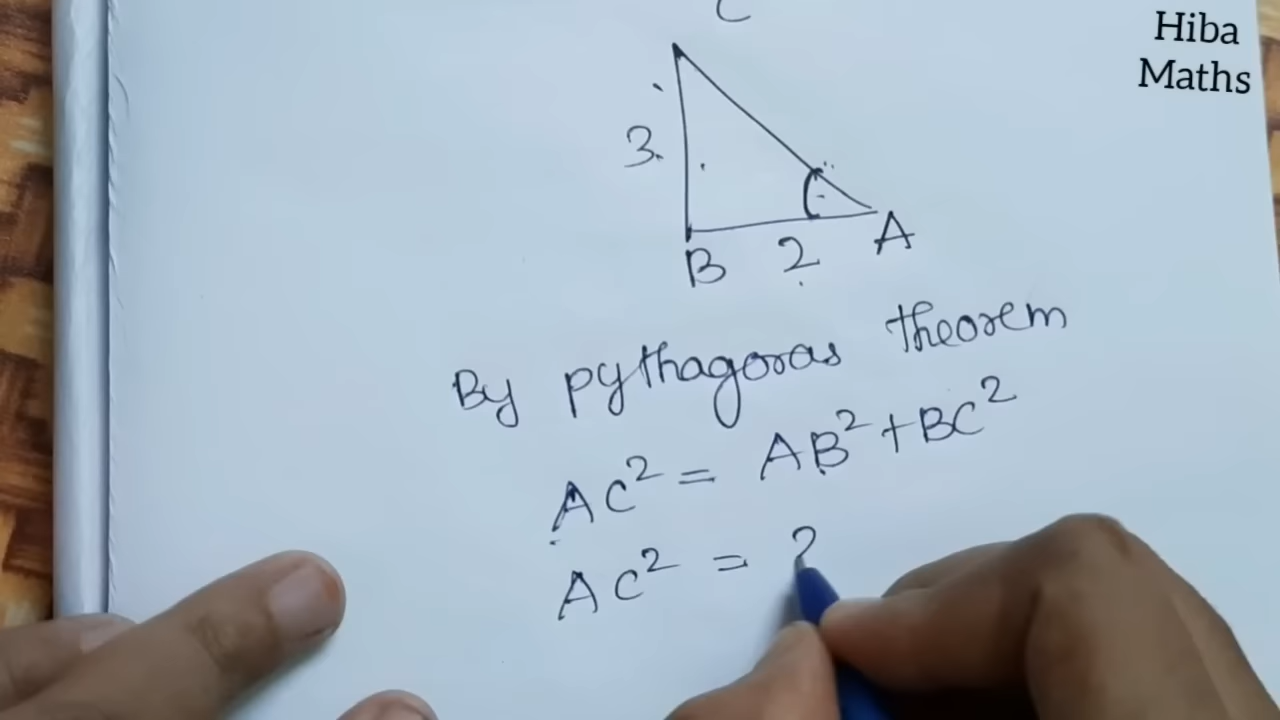 Hiba
Maths
C
3
B 2 A
By pythagoras theorem
AC² = AB² + BC²
AC² = 2